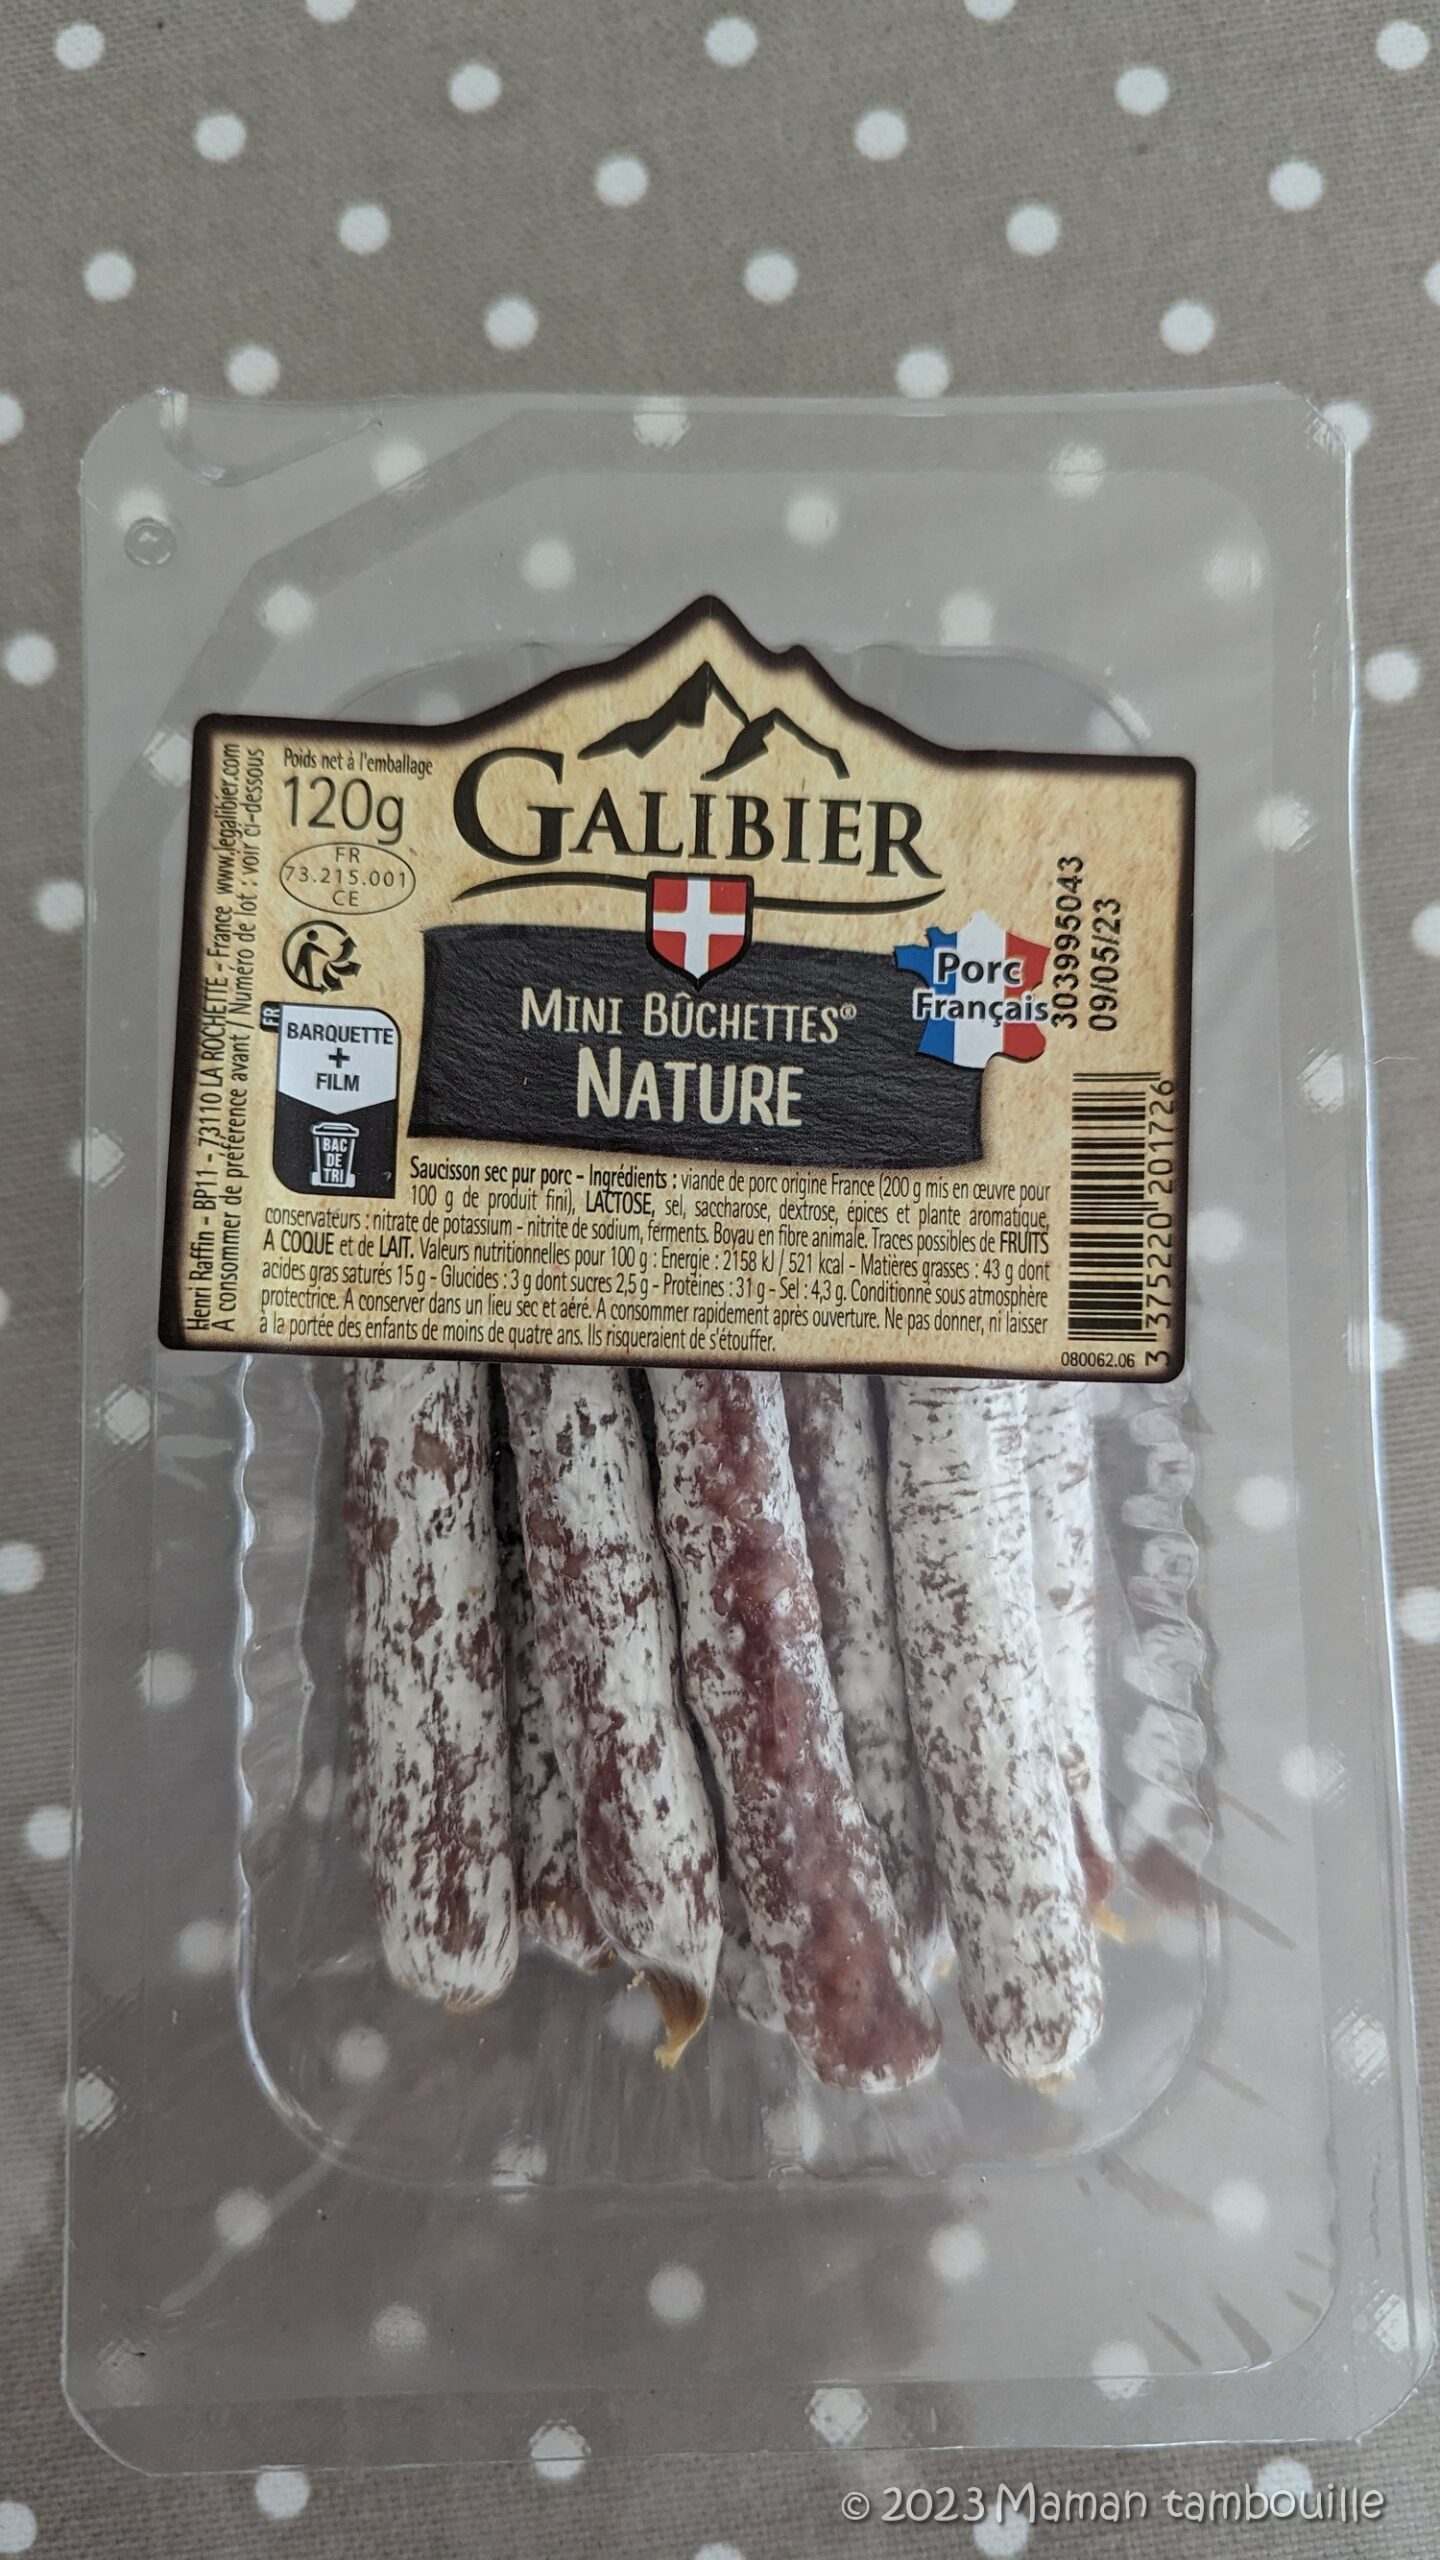 Henri Raffin - BP11 - 73110 LA ROCHETTE - France www.legalibier.com
A consommer de préférence avant / Numéro de lot : voir ci-dessous
Poids net à l'emballage
120g
FR
73.215.001
CE
FR
BARQUETTE
+
FILM
BAC
DE
TRI
GALIBIER
MINI BÛCHETTES®
NATURE
Porc
Français
303995043
09/05/23
Saucisson sec pur porc - Ingrédients : viande de porc origine France (200 g mis en œuvre pour
100 g de produit fini), LACTOSE, sel, saccharose, dextrose, épices et plante aromatique,
conservateurs : nitrate de potassium - nitrite de sodium, ferments. Boyau en fibre animale. Traces possibles de FRUITS
A COQUE et de LAIT. Valeurs nutritionnelles pour 100 g : Energie : 2158 kJ / 521 kcal - Matières grasses : 43 g dont
acides gras saturés 15 g - Glucides : 3 g dont sucres 2,5 g - Protéines : 31 g - Sel : 4,3 g. Conditionné sous atmosphère
protectrice. A conserver dans un lieu sec et aéré. A consommer rapidement après ouverture. Ne pas donner, ni laisser
à la portée des enfants de moins de quatre ans. Ils risqueraient de s'étouffer.
3 375220 201726
080062.06
© 2023 Maman tambouille